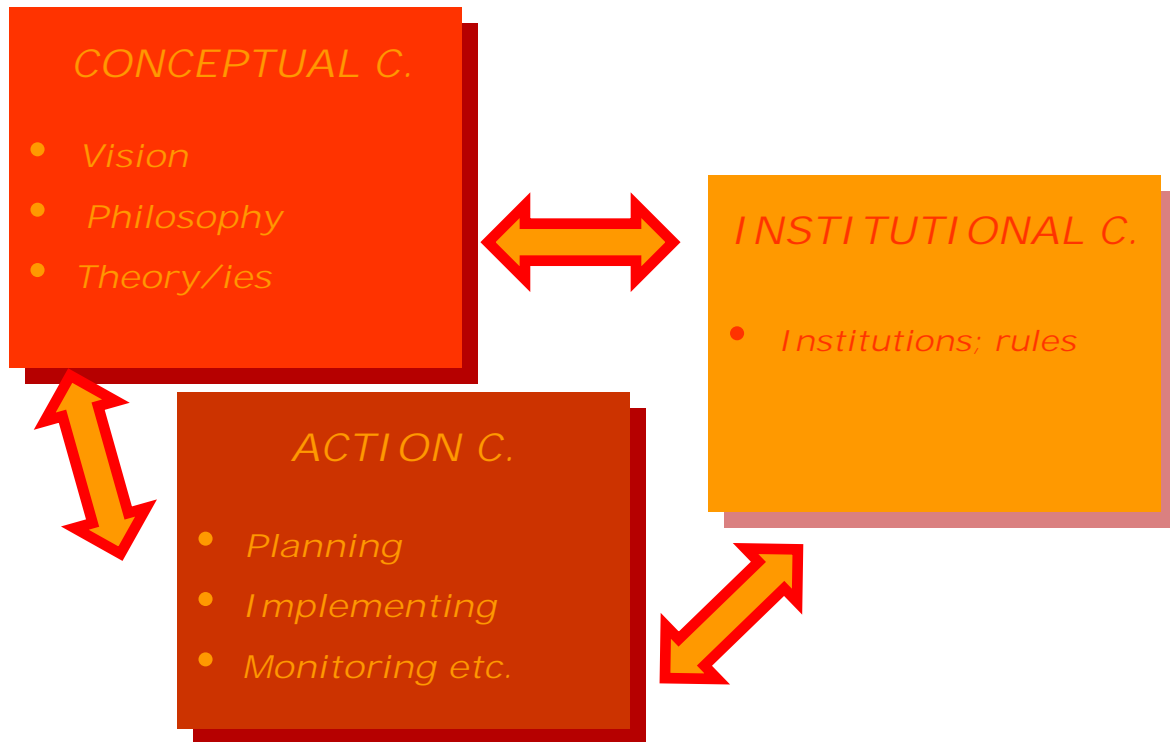 CONCEPTUAL C.
• Vision
• Philosophy
• Theory/ies
INSTITUTIONAL C.
• Institutions; rules
ACTION C.
• Planning
• Implementing
• Monitoring etc.